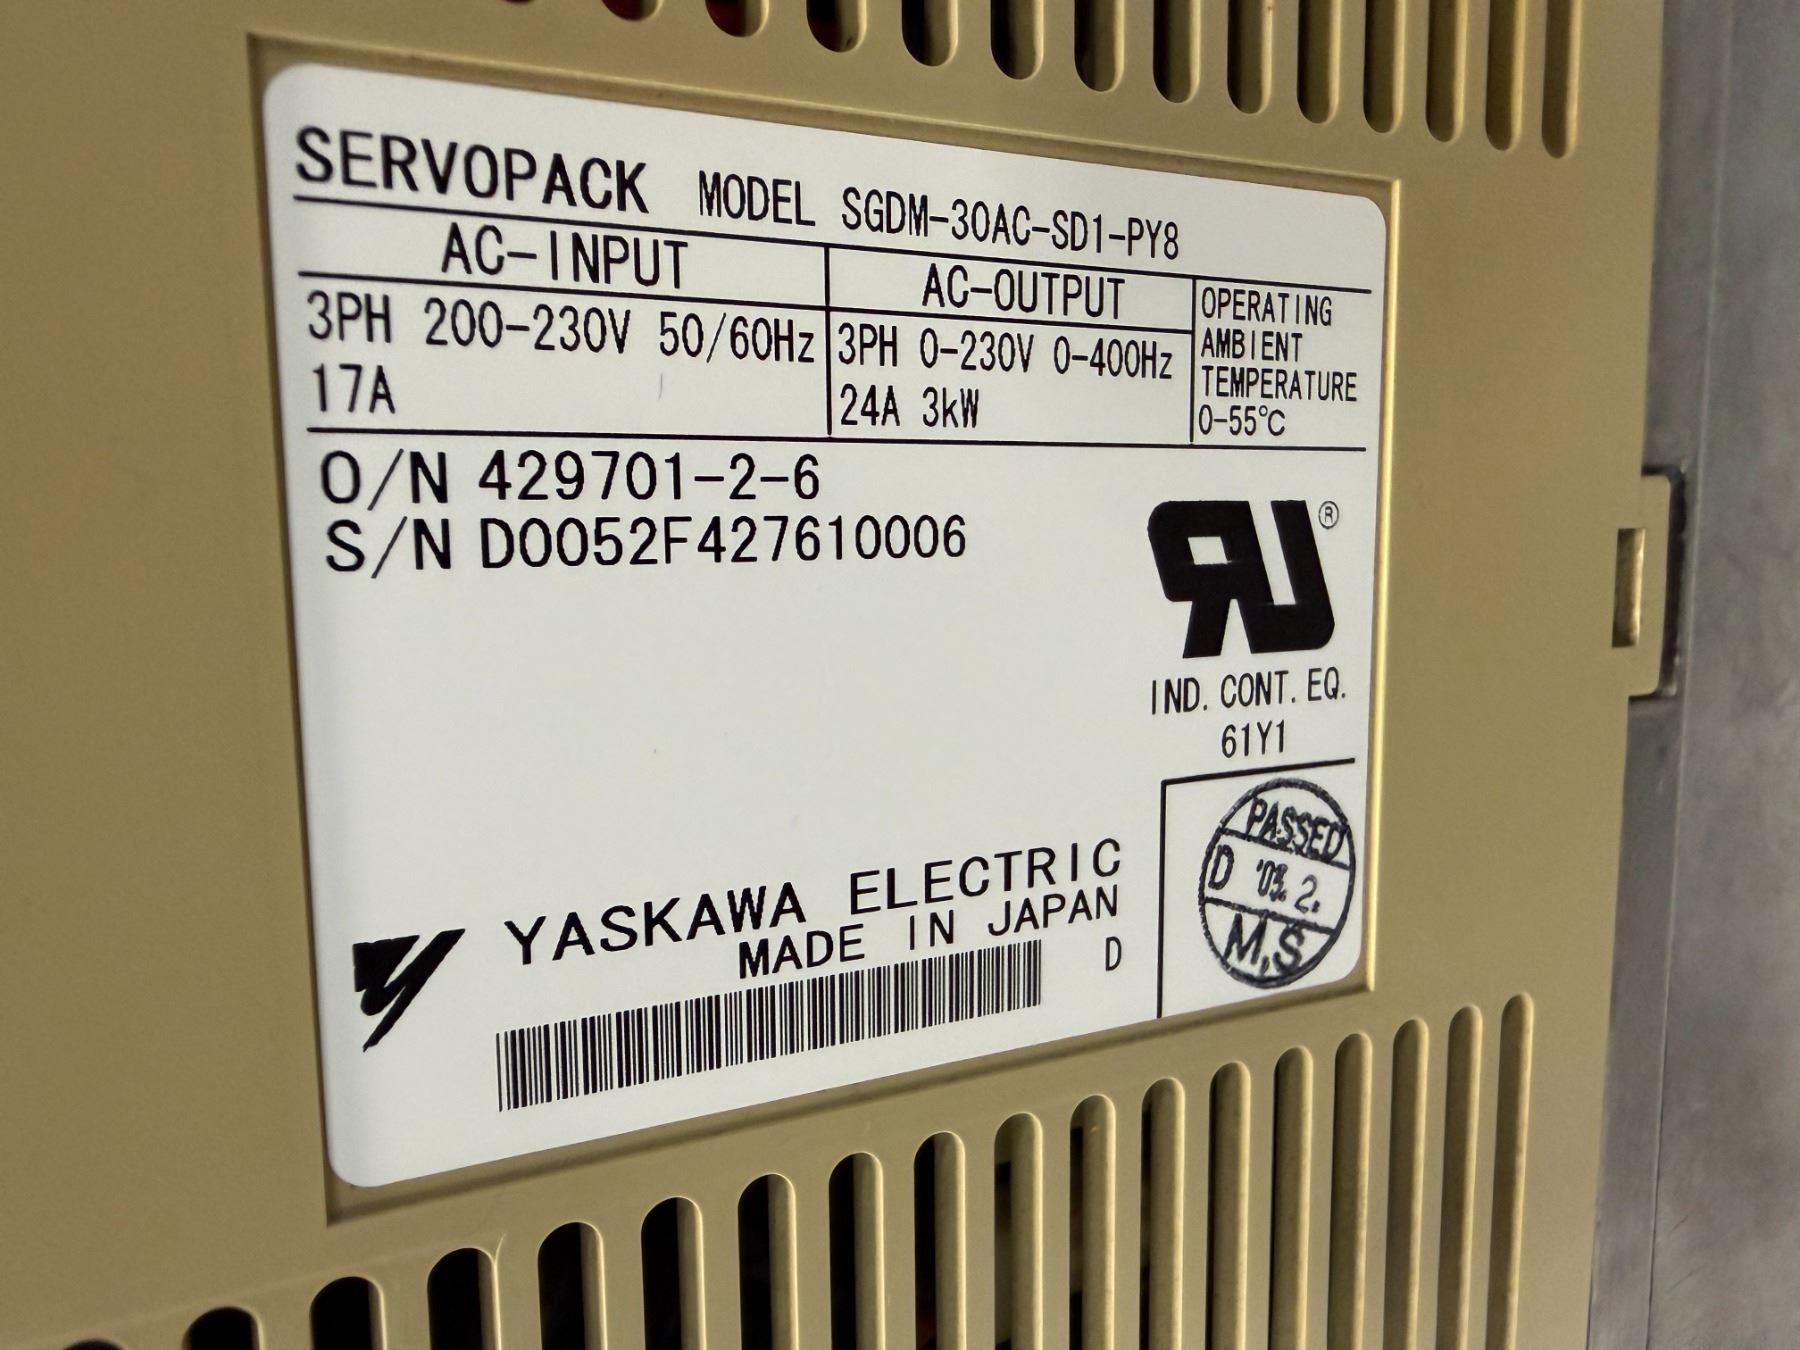 SERVOPACK MODEL SGDM-30AC-SD1-PY8
AC-INPUT
3PH 200-230V 50/60Hz
17A
AC-OUTPUT
3PH 0-230V 0-400Hz
24A 3kW
OPERATING
AMBIENT
TEMPERATURE
0-55℃
O/N 429701-2-6
S/N D0052F427610006
RU®
IND. CONT. EQ.
61Y1
YASKAWA ELECTRIC
MADE IN JAPAN
D
PASSED
D 2.
M.S